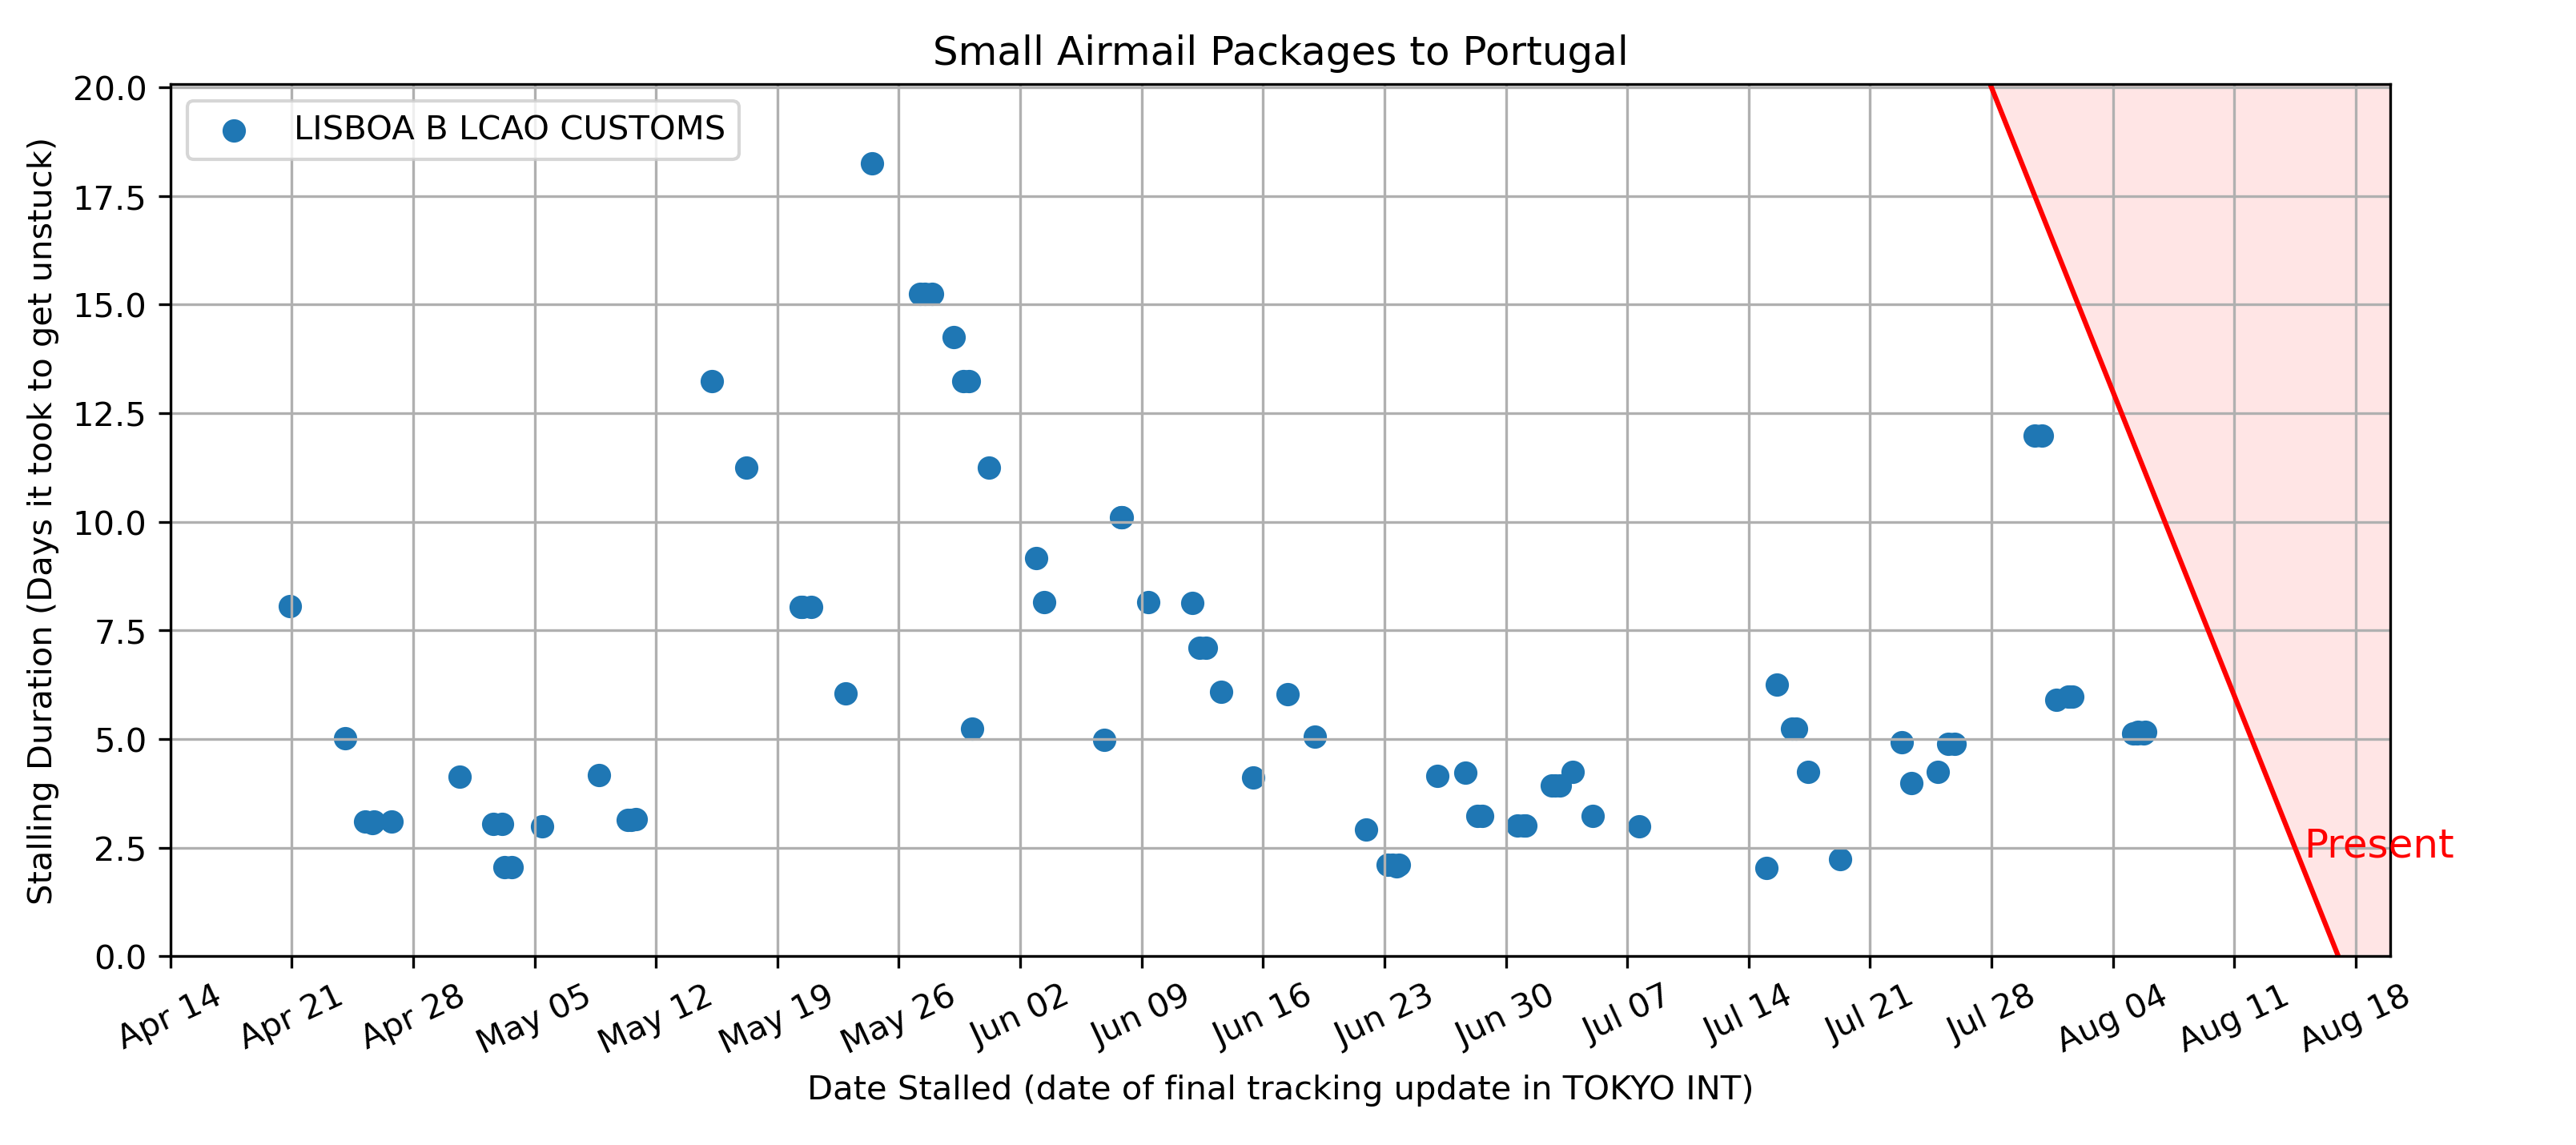 Small Airmail Packages to Portugal
LISBOA B LCAO CUSTOMS
Stalling Duration (Days it took to get unstuck)
20.0
17.5
15.0
12.5
10.0
7.5
5.0
2.5
0.0
Present
Apr 14
Apr 21
Apr 28
May 05
May 12
May 19
May 26
Jun 02
Jun 09
Jun 16
Jun 23
Jun 30
Jul 07
Jul 14
Jul 21
Jul 28
Aug 04
Aug 11
Aug 18
Date Stalled (date of final tracking update in TOKYO INT)